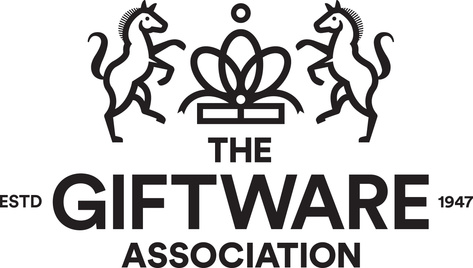 THE
ESTD GIFTWARE 1947
ASSOCIATION